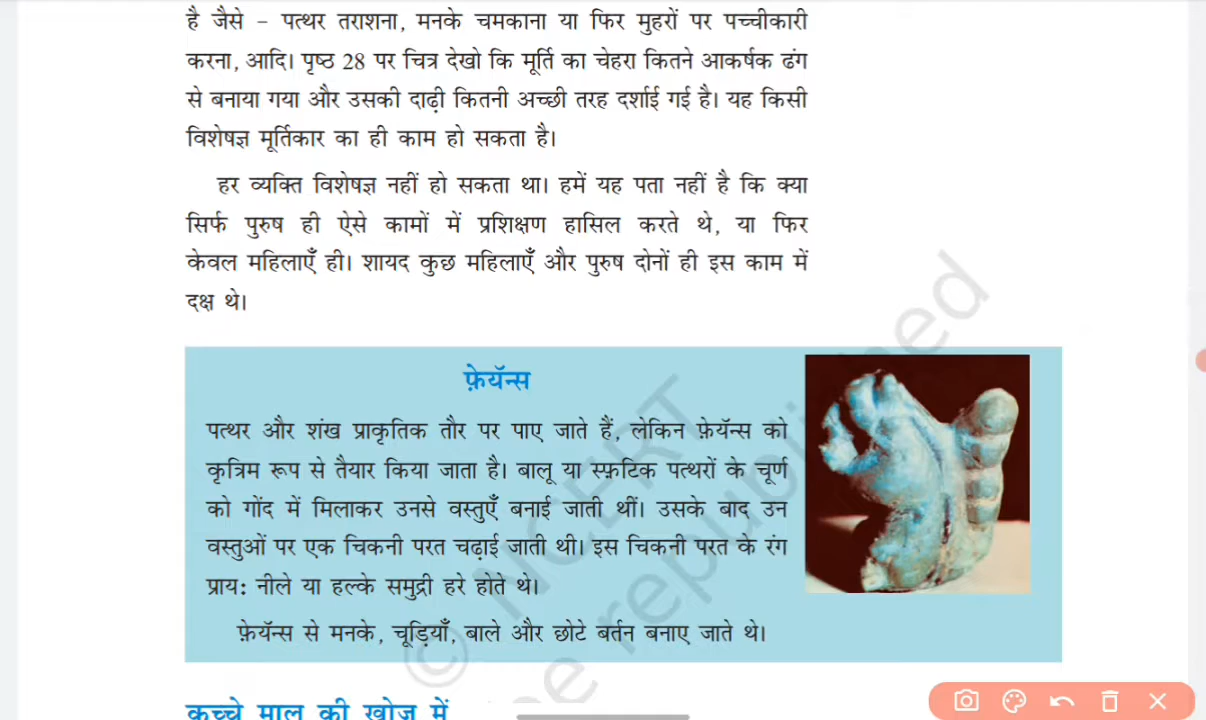 है जैसे – पत्थर तराशना, मनके चमकाना या फिर मुहरों पर पच्चीकारी
करना, आदि। पृष्ठ 28 पर चित्र देखो कि मूर्ति का चेहरा कितने आकर्षक ढंग
से बनाया गया और उसकी दाढ़ी कितनी अच्छी तरह दर्शाई गई है। यह किसी
विशेषज्ञ मूर्तिकार का ही काम हो सकता है।
हर व्यक्ति विशेषज्ञ नहीं हो सकता था। हमें यह पता नहीं है कि क्या
सिर्फ पुरुष ही ऐसे कामों में प्रशिक्षण हासिल करते थे, या फिर
केवल महिलाएँ ही। शायद कुछ महिलाएँ और पुरुष दोनों ही इस काम में
दक्ष थे।
फ़ेयॅन्स
पत्थर और शंख प्राकृतिक तौर पर पाए जाते हैं, लेकिन फ़ेयॅन्स को
कृत्रिम रूप से तैयार किया जाता है। बालू या स्फ़टिक पत्थरों के चूर्ण
को गोंद में मिलाकर उनसे वस्तुएँ बनाई जाती थीं। उसके बाद उन
वस्तुओं पर एक चिकनी परत चढ़ाई जाती थी। इस चिकनी परत के रंग
प्राय: नीले या हल्के समुद्री हरे होते थे।
फ़ेयॅन्स से मनके, चूड़ियाँ, बाले और छोटे बर्तन बनाए जाते थे।
कच्चे माल की खोज में
© NCERT
be republished